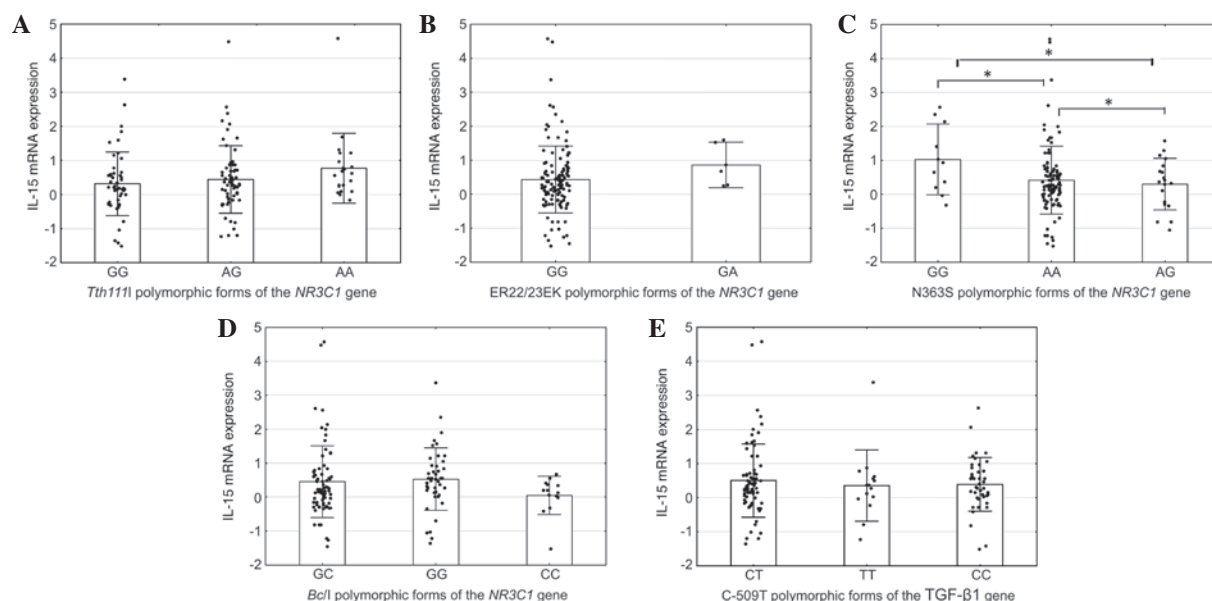 A
IL-15 mRNA expression
5
4
3
2
1
0
-1
-2
GG AG AA
Tth111I polymorphic forms of the NR3C1 gene
B
IL-15 mRNA expression
5
4
3
2
1
0
-1
-2
GG GA
ER22/23EK polymorphic forms of the NR3C1 gene
C
IL-15 mRNA expression
5
4
3
2
1
0
-1
-2
*
*
*
GG AA AG
N363S polymorphic forms of the NR3C1 gene
D
IL-15 mRNA expression
5
4
3
2
1
0
-1
-2
GC GG CC
BclI polymorphic forms of the NR3C1 gene
E
IL-15 mRNA expression
5
4
3
2
1
0
-1
-2
CT TT CC
C-509T polymorphic forms of the TGF-β1 gene